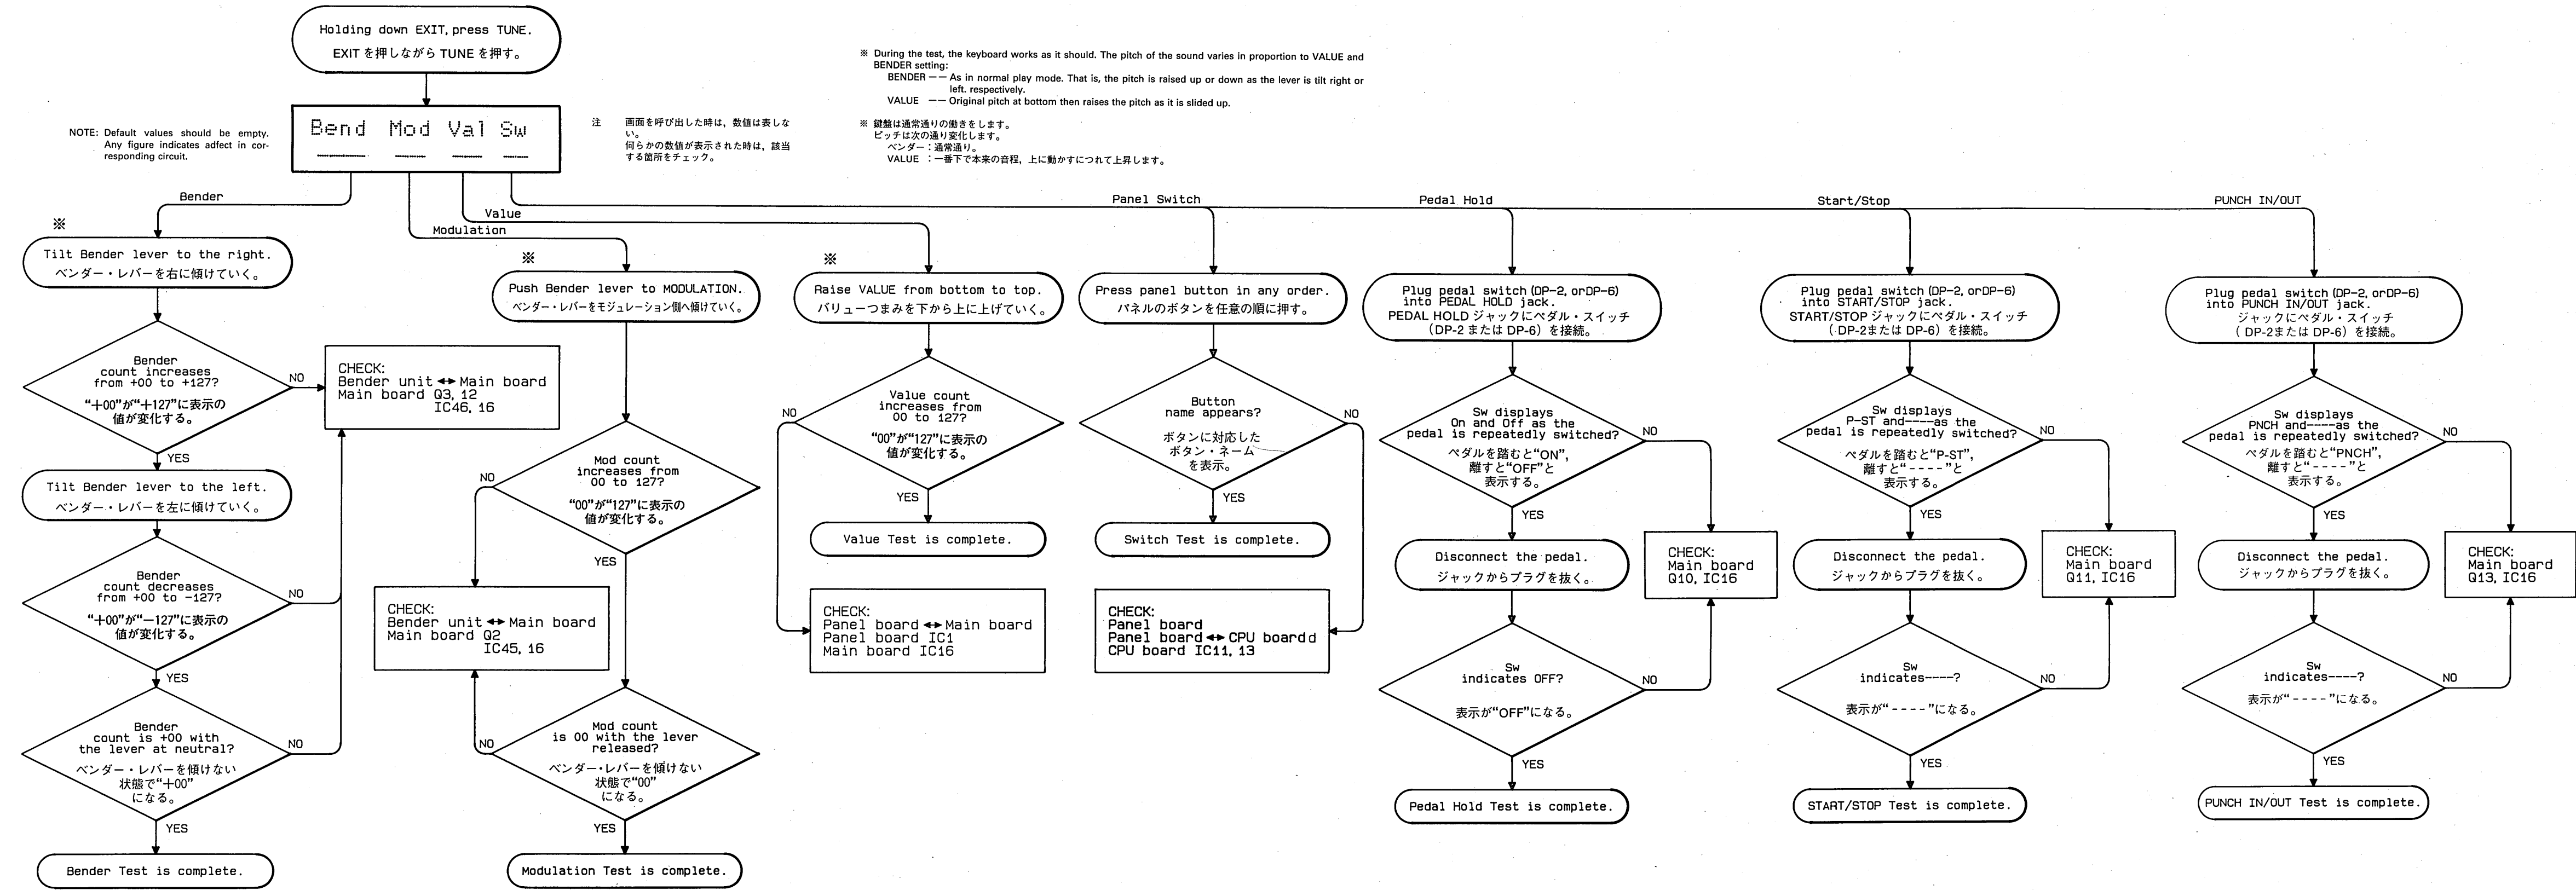 Holding down EXIT, press TUNE.
EXIT を押しながら TUNE を押す。
Bend Mod Val Sw
---- --- --- ---
NOTE: Default values should be empty.
Any figure indicates adfect in cor-
responding circuit.
注 画面を呼び出した時は，数値は表しな
い。
何らかの数値が表示された時は，該当
する箇所をチェック。
※ During the test, the keyboard works as it should. The pitch of the sound varies in proportion to VALUE and
BENDER setting:
BENDER —— As in normal play mode. That is, the pitch is raised up or down as the lever is tilt right or
left. respectively.
VALUE —— Original pitch at bottom then raises the pitch as it is slided up.
※ 鍵盤は通常通りの働きをします。
ピッチは次の通り変化します。
ベンダー：通常通り。
VALUE ：一番下で本来の音程，上に動かすにつれて上昇します。
Bender
※
Tilt Bender lever to the right.
ベンダー・レバーを右に傾けていく。
Bender
count increases
from +00 to +127?
“＋00”が“＋127”に表示の
値が変化する。
NO
YES
CHECK:
Bender unit ↔ Main board
Main board Q3, 12
IC46, 16
Tilt Bender lever to the left.
ベンダー・レバーを左に傾けていく。
Bender
count decreases
from +00 to -127?
“＋00”が“－127”に表示の
値が変化する。
NO
YES
Bender
count is +00 with
the lever at neutral?
ベンダー・レバーを傾けない
状態で“＋00”
になる。
NO
YES
Bender Test is complete.
Modulation
※
Push Bender lever to MODULATION.
ベンダー・レバーをモジュレーション側へ傾けていく。
Mod count
increases from
00 to 127?
“00”が“127”に表示の
値が変化する。
NO
YES
CHECK:
Bender unit ↔ Main board
Main board Q2
IC45, 16
Mod count
is 00 with the lever
released?
ベンダー・レバーを傾けない
状態で“00”
になる。
NO
YES
Modulation Test is complete.
Value
※
Raise VALUE from bottom to top.
バリューつまみを下から上に上げていく。
Value count
increases from
00 to 127?
“00”が“127”に表示の
値が変化する。
NO
YES
Value Test is complete.
CHECK:
Panel board ↔ Main board
Panel board IC1
Main board IC16
Panel Switch
Press panel button in any order.
パネルのボタンを任意の順に押す。
Button
name appears?
ボタンに対応した
ボタン・ネーム
を表示。
NO
YES
Switch Test is complete.
CHECK:
Panel board
Panel board ↔ CPU boardd
CPU board IC11, 13
Pedal Hold
Plug pedal switch (DP-2, orDP-6)
into PEDAL HOLD jack.
PEDAL HOLD ジャックにペダル・スイッチ
（DP-2 または DP-6）を接続。
Sw displays
On and Off as the
pedal is repeatedly switched?
ペダルを踏むと“ON”,
離すと“OFF”と
表示する。
NO
YES
Disconnect the pedal.
ジャックからプラグを抜く。
CHECK:
Main board
Q10, IC16
Sw
indicates OFF?
表示が“OFF”になる。
NO
YES
Pedal Hold Test is complete.
Start/Stop
Plug pedal switch (DP-2, orDP-6)
into START/STOP jack.
START/STOP ジャックにペダル・スイッチ
（DP-2または DP-6）を接続。
Sw displays
P-ST and----as the
pedal is repeatedly switched?
ペダルを踏むと“P-ST”,
離すと“- - - -”と
表示する。
NO
YES
Disconnect the pedal.
ジャックからプラグを抜く。
CHECK:
Main board
Q11, IC16
Sw
indicates----?
表示が“- - - -”になる。
NO
YES
START/STOP Test is complete.
PUNCH IN/OUT
Plug pedal switch (DP-2, orDP-6)
into PUNCH IN/OUT jack.
ジャックにペダル・スイッチ
（DP-2または DP-6）を接続。
Sw displays
PNCH and----as the
pedal is repeatedly switched?
ペダルを踏むと“PNCH”,
離すと“- - - -”と
表示する。
NO
YES
Disconnect the pedal.
ジャックからプラグを抜く。
CHECK:
Main board
Q13, IC16
Sw
indicates----?
表示が“- - - -”になる。
NO
YES
PUNCH IN/OUT Test is complete.